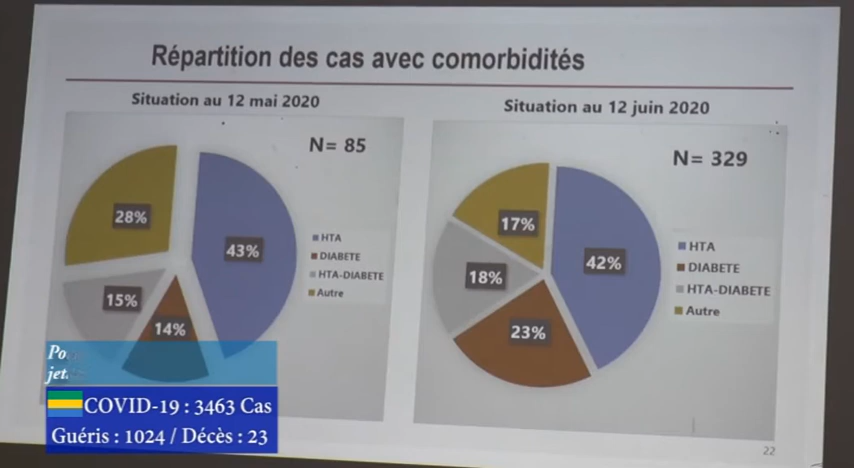 Répartition des cas avec comorbidités
Situation au 12 mai 2020
N= 85
28%
43%
15%
14%
HTA
DIABETE
HTA-DIABETE
Autre
Situation au 12 juin 2020
N= 329
17%
42%
18%
23%
HTA
DIABETE
HTA-DIABETE
Autre
22
COVID-19 : 3463 Cas
Guéris : 1024 / Décès : 23